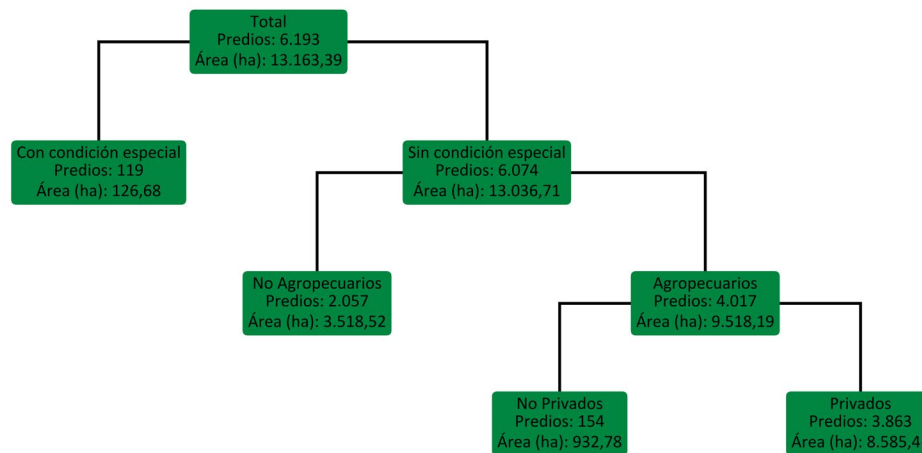 Total
Predios: 6.193
Área (ha): 13.163,39
Con condición especial
Predios: 119
Área (ha): 126,68
Sin condición especial
Predios: 6.074
Área (ha): 13.036,71
No Agropecuarios
Predios: 2.057
Área (ha): 3.518,52
Agropecuarios
Predios: 4.017
Área (ha): 9.518,19
No Privados
Predios: 154
Área (ha): 932,78
Privados
Predios: 3.863
Área (ha): 8.585,4